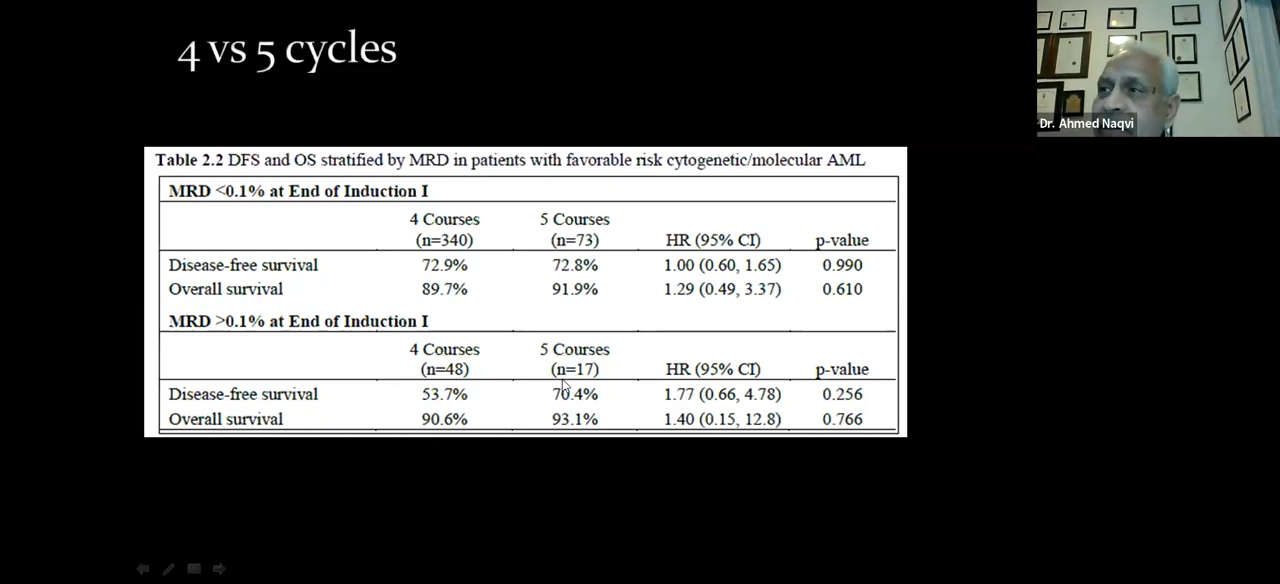 4 vs 5 cycles
Dr. Ahmed Naqvi
Table 2.2 DFS and OS stratified by MRD in patients with favorable risk cytogenetic/molecular AML
MRD <0.1% at End of Induction I
4 Courses (n=340) 5 Courses (n=73) HR (95% CI) p-value
Disease-free survival 72.9% 72.8% 1.00 (0.60, 1.65) 0.990
Overall survival 89.7% 91.9% 1.29 (0.49, 3.37) 0.610
MRD >0.1% at End of Induction I
4 Courses (n=48) 5 Courses (n=17) HR (95% CI) p-value
Disease-free survival 53.7% 70.4% 1.77 (0.66, 4.78) 0.256
Overall survival 90.6% 93.1% 1.40 (0.15, 12.8) 0.766